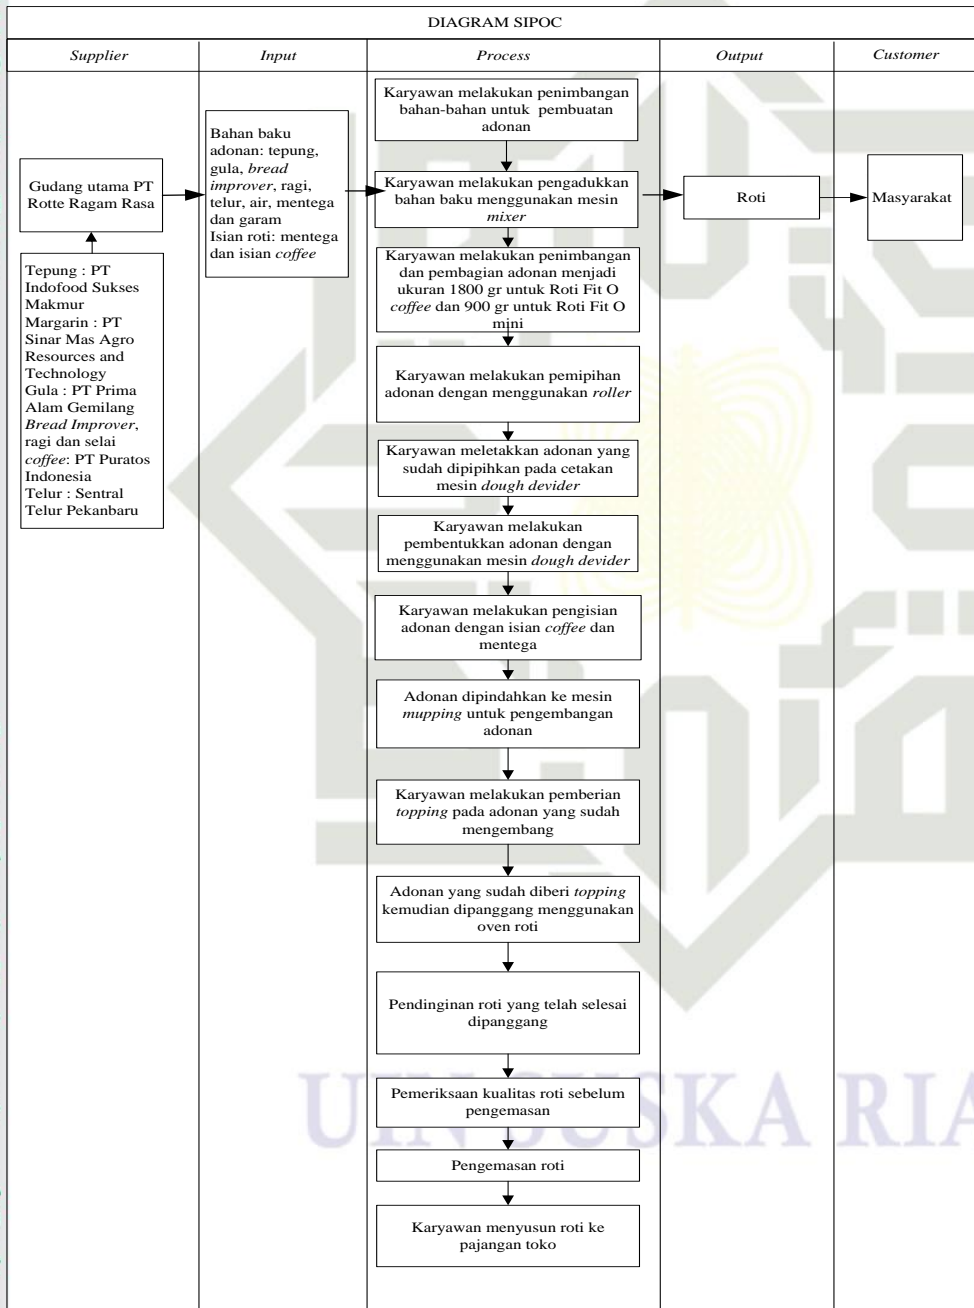 DIAGRAM SIPOC
Supplier
Input
Process
Output
Customer
Gudang utama PT
Rotte Ragam Rasa
Tepung : PT
Indofood Sukses
Makmur
Margarin : PT
Sinar Mas Agro
Resources and
Technology
Gula : PT Prima
Alam Gemilang
Bread Improver,
ragi dan selai
coffee: PT Puratos
Indonesia
Telur : Sentral
Telur Pekanbaru
Bahan baku
adonan: tepung,
gula, bread
improver, ragi,
telur, air, mentega
dan garam
Isian roti: mentega
dan isian coffee
Karyawan melakukan penimbangan
bahan-bahan untuk pembuatan
adonan
Karyawan melakukan pengadukkan
bahan baku menggunakan mesin
mixer
Karyawan melakukan penimbangan
dan pembagian adonan menjadi
ukuran 1800 gr untuk Roti Fit O
coffee dan 900 gr untuk Roti Fit O
mini
Karyawan melakukan pemipihan
adonan dengan menggunakan roller
Karyawan meletakkan adonan yang
sudah dipipihkan pada cetakan
mesin dough devider
Karyawan melakukan
pembentukkan adonan dengan
menggunakan mesin dough devider
Karyawan melakukan pengisian
adonan dengan isian coffee dan
mentega
Adonan dipindahkan ke mesin
mupping untuk pengembangan
adonan
Karyawan melakukan pemberian
topping pada adonan yang sudah
mengembang
Adonan yang sudah diberi topping
kemudian dipanggang menggunakan
oven roti
Pendinginan roti yang telah selesai
dipanggang
Pemeriksaan kualitas roti sebelum
pengemasan
Pengemasan roti
Karyawan menyusun roti ke
pajangan toko
Roti
Masyarakat
UIN SUSKA RIA